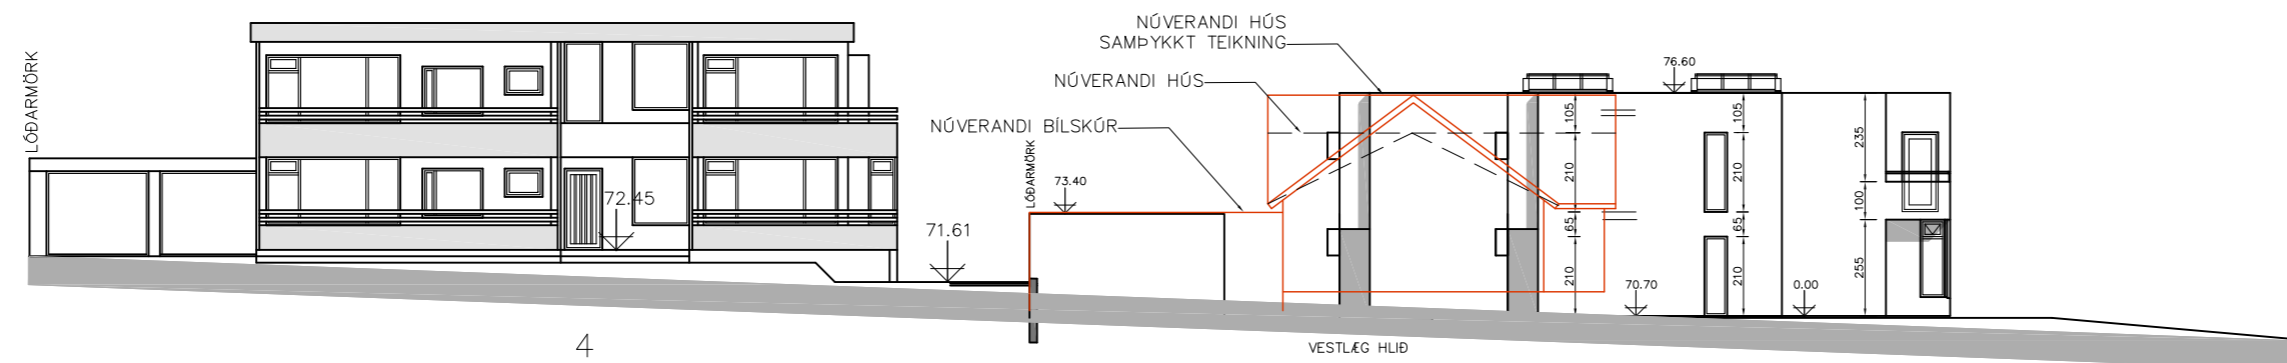 LÓÐARMÖRK
72.45
4
71.61
LÓÐARMÖRK
73.40
NÚVERANDI HÚS
SAMÞYKKT TEIKNING
NÚVERANDI HÚS
NÚVERANDI BÍLSKÚR
76.60
105
210
65
210
105
210
65
210
235
100
255
70.70
0.00
VESTLÆG HLIÐ